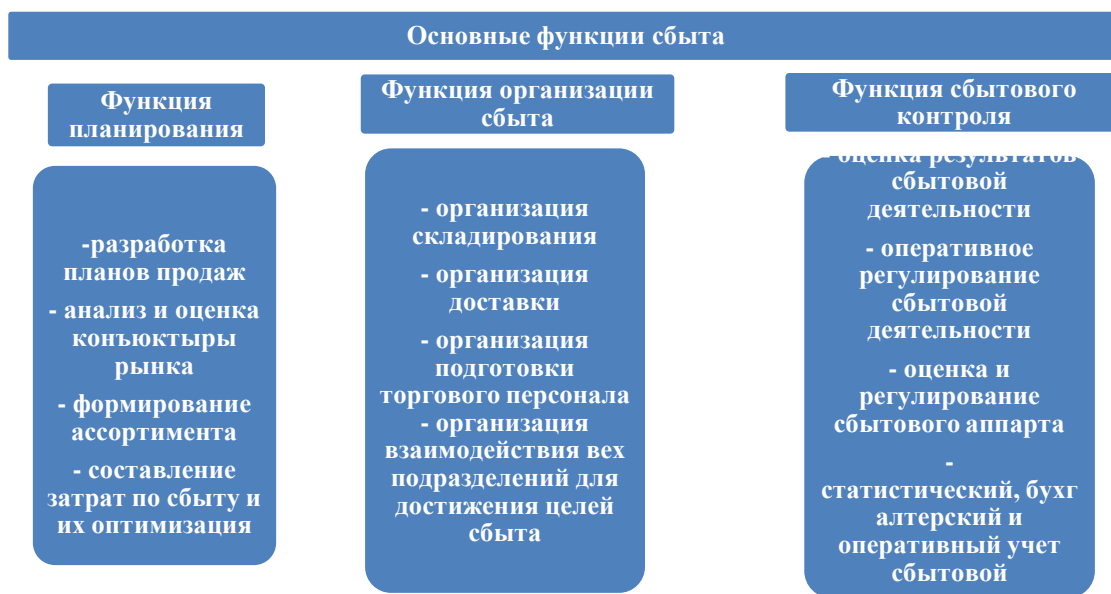 Основные функции сбыта
Функция
планирования
-разработка
планов продаж
- анализ и оценка
конъюктыры
рынка
- формирование
ассортимента
- составление
затрат по сбыту и
их оптимизация
Функция организации
сбыта
- организация
складирования
- организация
доставки
- организация
подготовки
торгового персонала
- организация
взаимодействия вех
подразделений для
достижения целей
сбыта
Функция сбытового
контроля
- оценка результатов
сбытовой
деятельности
- оперативное
регулирование
сбытовой
деятельности
- оценка и
регулирование
сбытового аппарта
-
статистический, бухг
алтерский и
оперативный учет
сбытовой